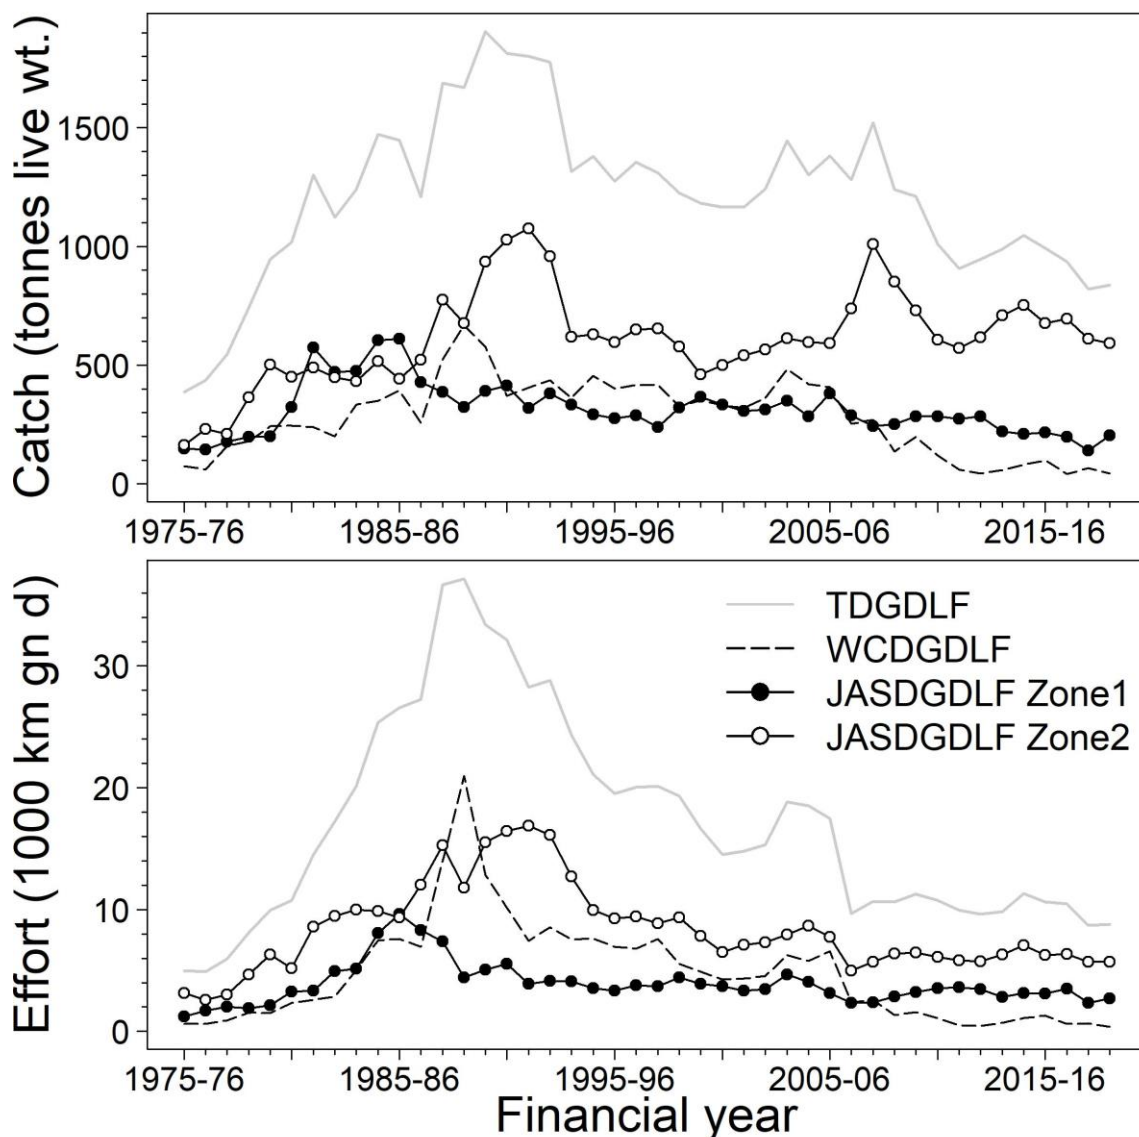 Catch (tonnes live wt.)
1500
1000
500
0
1975-76 1985-86 1995-96 2005-06 2015-16
Effort (1000 km gn d)
30
20
10
0
TDGDLF
WCDGDLF
JASDGDLF Zone1
JASDGDLF Zone2
1975-76 1985-86 1995-96 2005-06 2015-16
Financial year